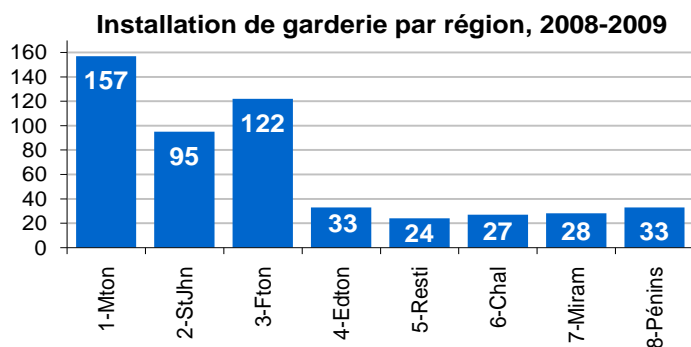 Installation de garderie par région, 2008-2009
160
140
120
100
80
60
40
20
0
157
95
122
33
24
27
28
33
1-Mton
2-StJhn
3-Fton
4-Edton
5-Resti
6-Chal
7-Miram
8-Pénins